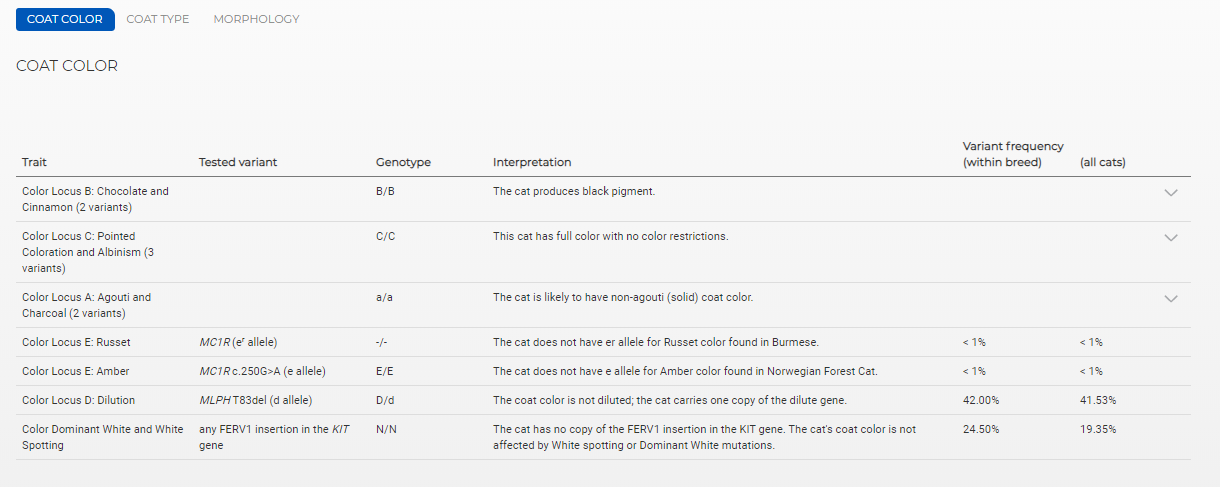 COAT COLOR COAT TYPE MORPHOLOGY
COAT COLOR
Variant frequency
Trait Tested variant Genotype Interpretation (within breed) (all cats)
Color Locus B: Chocolate and B/B The cat produces black pigment.
Cinnamon (2 variants)
Color Locus C: Pointed C/C This cat has full color with no color restrictions.
Coloration and Albinism (3
variants)
Color Locus A: Agouti and a/a The cat is likely to have non-agouti (solid) coat color.
Charcoal (2 variants)
Color Locus E: Russet MC1R (eʳ allele) -/- The cat does not have er allele for Russet color found in Burmese. < 1% < 1%
Color Locus E: Amber MC1R c.250G>A (e allele) E/E The cat does not have e allele for Amber color found in Norwegian Forest Cat. < 1% < 1%
Color Locus D: Dilution MLPH T83del (d allele) D/d The coat color is not diluted; the cat carries one copy of the dilute gene. 42.00% 41.53%
Color Dominant White and White any FERV1 insertion in the KIT N/N The cat has no copy of the FERV1 insertion in the KIT gene. The cat's coat color is not 24.50% 19.35%
Spotting gene affected by White spotting or Dominant White mutations.